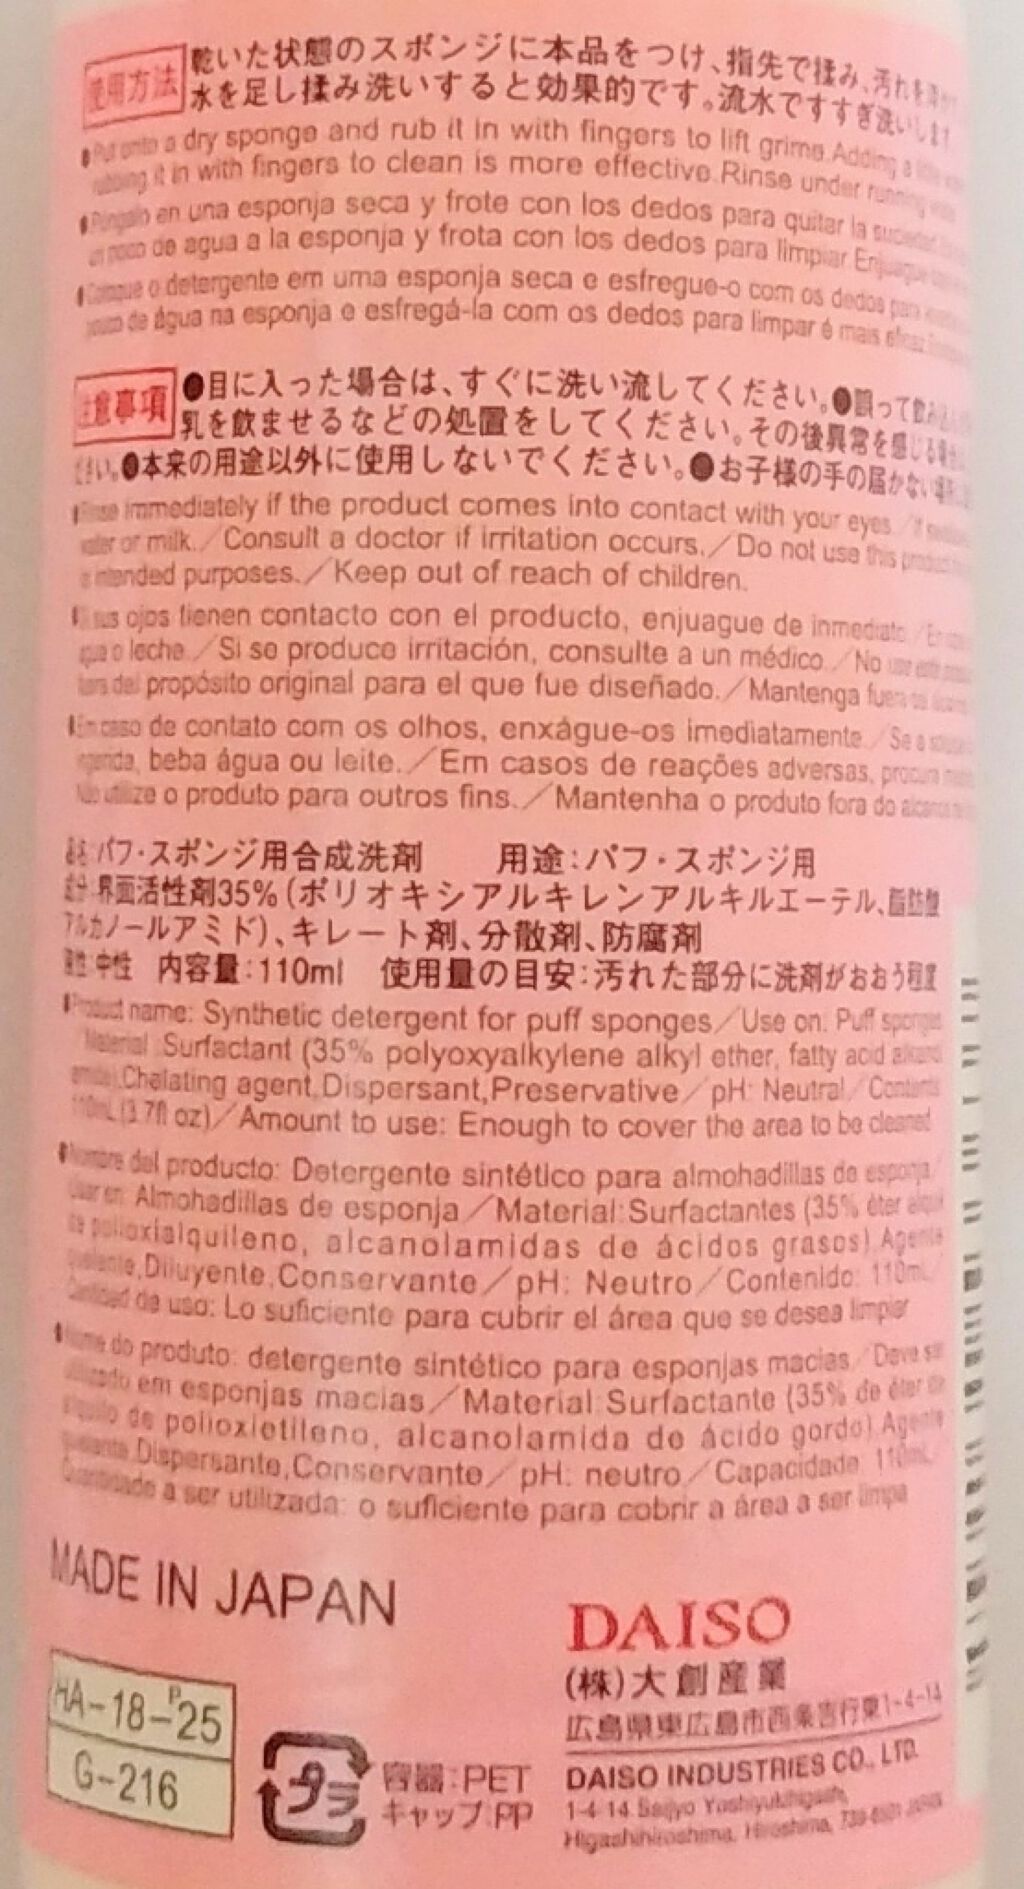 使用方法
乾いた状態のスポンジに本品をつけ、指先で揉み、汚れを
水を足し揉み洗いすると効果的です。流水ですすぎ洗いします
●Put onto a dry sponge and rub it in with fingers to lift grime. Adding a
rubbing it in with fingers to clean is more effective. Rinse under running
●Póngalo en una esponja seca y frote con los dedos para quitar la suciedad
un poco de agua a la esponja y frota con los dedos para limpiar. Enjuague
●Coloque o detergente em uma esponja seca e esfregue-o com os dedos para
pouco de água na esponja e esfregá-la com os dedos para limpar é mais eficaz.
注意事項
●目に入った場合は、すぐに洗い流してください。●誤って飲み込
乳を飲ませるなどの処置をしてください。その後異常を感じる場合
ださい。●本来の用途以外に使用しないでください。●お子様の手の届かない場所に
●Rinse immediately if the product comes into contact with your eyes.／If
water or milk.／Consult a doctor if irritation occurs.／Do not use this product
intended purposes.／Keep out of reach of children.
●Si sus ojos tienen contacto con el producto, enjuague de inmediato.／En
agua o leche.／Si se produce irritación, consulte a un médico.／No use este
fuera del propósito original para el que fue diseñado.／Mantenga fuera del
●Em caso de contato com os olhos, enxágue-os imediatamente.／Se a
ingerida, beba água ou leite.／Em casos de reações adversas, procure
Não utilize o produto para outros fins.／Mantenha o produto fora do alcance
品名:パフ・スポンジ用合成洗剤　用途:パフ・スポンジ用
成分:界面活性剤35%(ポリオキシアルキレンアルキルエーテル、脂肪酸
アルカノールアミド)、キレート剤、分散剤、防腐剤
液性:中性　内容量:110ml　使用量の目安:汚れた部分に洗剤がおおう程度
●Product name: Synthetic detergent for puff sponges／Use on: Puff sponges
Material:Surfactant (35% polyoxyalkylene alkyl ether, fatty acid
Chelating agent,Dispersant,Preservative／pH: Neutral／Contents:
110mL (3.7fl oz)／Amount to use: Enough to cover the area to be cleaned
●Nombre del producto: Detergente sintético para almohadillas de esponja／
Usar en: Almohadillas de esponja／Material:Surfactantes (35% éter
de polioxialquileno, alcanolamidas de ácidos grasos).Agente
quelante,Diluyente,Conservante／pH: Neutro／Contenido: 110mL／
Cantidad de uso: Lo suficiente para cubrir el área que se desea limpiar
●Nome do produto: detergente sintético para esponjas macias／Deve ser
utilizado em esponjas macias／Material:Surfactante (35% de éter
alquilo de polioxietileno, alcanolamida de ácido gordo).Agente
quelante,Dispersante,Conservante／pH: neutro／Capacidade: 110mL／
Quantidade a ser utilizada: o suficiente para cobrir a área a ser limpa
MADE IN JAPAN
DAISO
(株)大創産業
広島県東広島市西条吉行東1-4-14
HA-18-P25
G-216
プラ
容器:PET
キャップ:PP
DAISO INDUSTRIES CO., LTD.
1-4-14 Saijyo Yoshiyukihigashi,
Higashihiroshima, Hiroshima, 739-8501 JAPAN